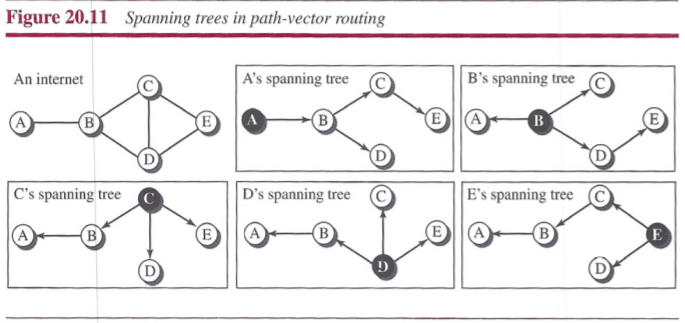 Figure 20.11 Spanning trees in path-vector routing
An internet
A
B
C
D
E
A's spanning tree
A
B
C
D
E
B's spanning tree
A
B
C
D
E
C's spanning tree
A
B
C
D
E
D's spanning tree
A
B
C
D
E
E's spanning tree
A
B
C
D
E